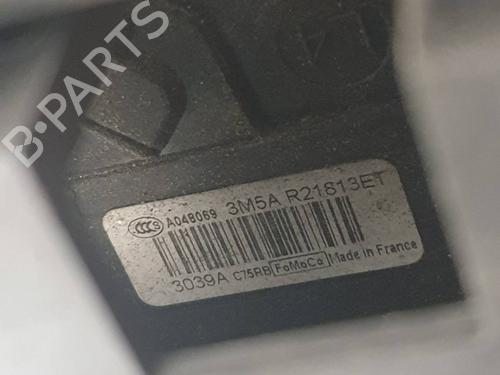 B-PARTS
A048069 3M5A R21813ET
3039A C75RB FoMoCo Made in France